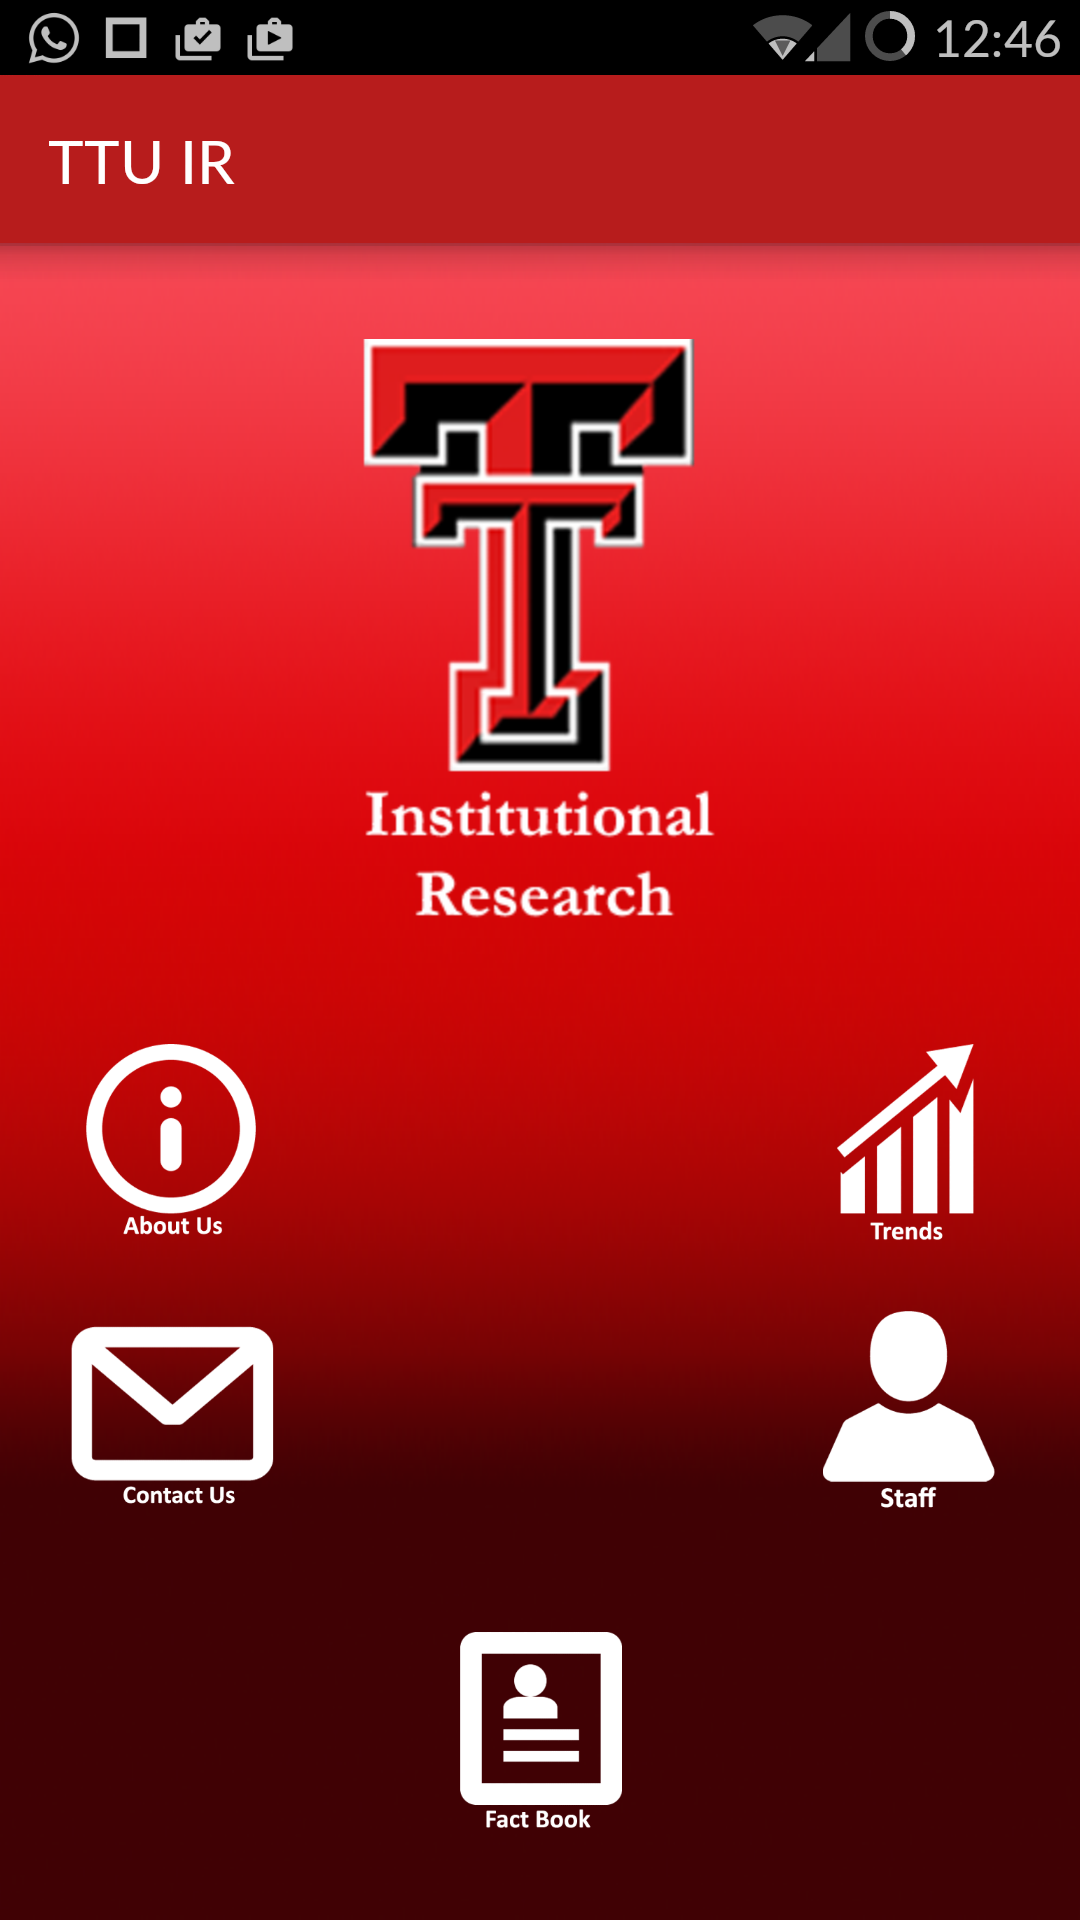 12:46
TTU IR
Institutional
Research
About Us
Trends
Contact Us
Staff
Fact Book